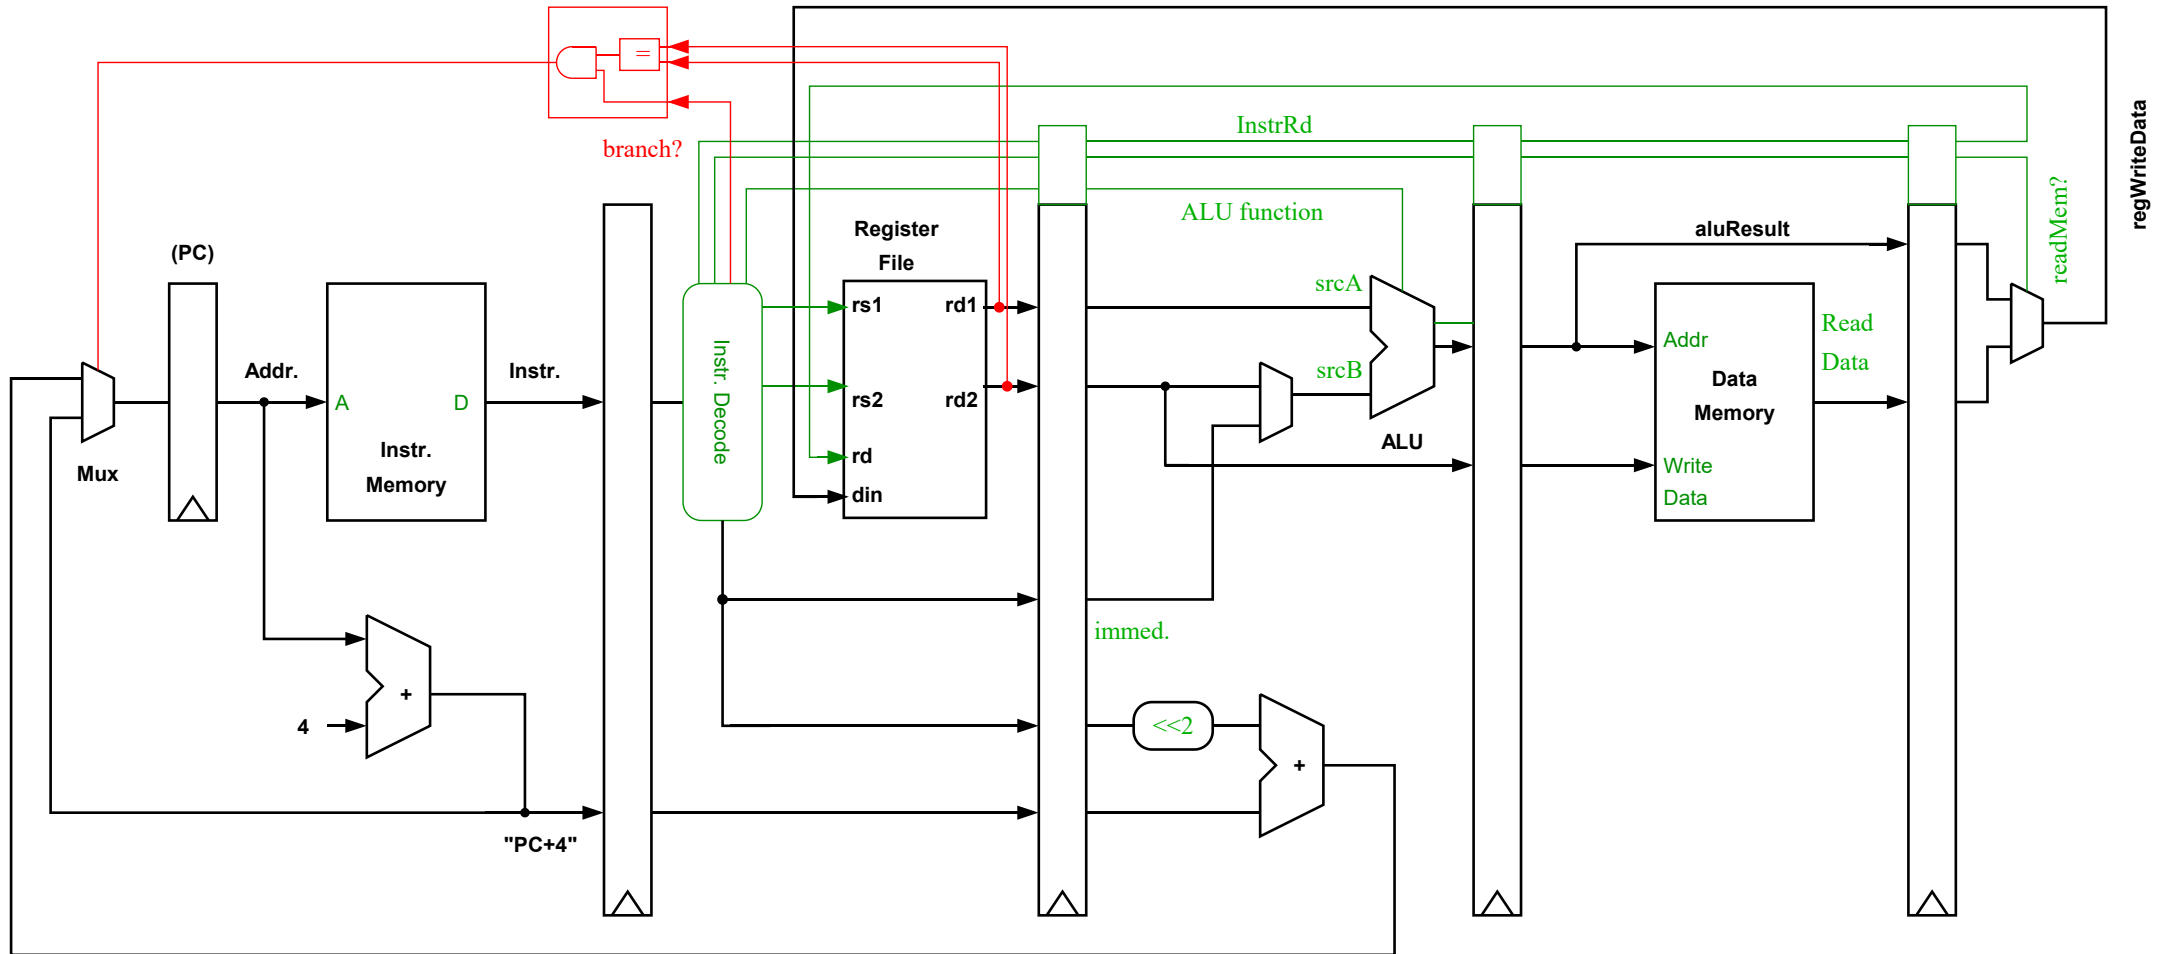 =
branch?
InstrRd
regWriteData
readMem?
ALU function
Register
File
aluResult
(PC)
srcA
rs1
rd1
Read
Data
Addr
Instr. Decode
Addr.
Instr.
srcB
Data
Memory
A
D
rs2
rd2
Instr.
Memory
Mux
ALU
rd
din
Write
Data
immed.
+
4
<<2
+
"PC+4"